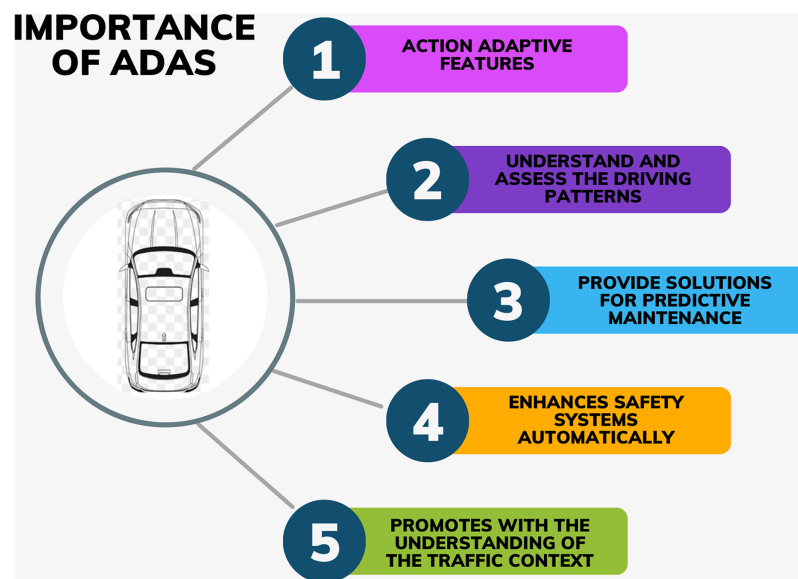 IMPORTANCE
OF ADAS
1
ACTION ADAPTIVE
FEATURES
2
UNDERSTAND AND
ASSESS THE DRIVING
PATTERNS
3
PROVIDE SOLUTIONS
FOR PREDICTIVE
MAINTENANCE
4
ENHANCES SAFETY
SYSTEMS
AUTOMATICALLY
5
PROMOTES WITH THE
UNDERSTANDING OF
THE TRAFFIC CONTEXT